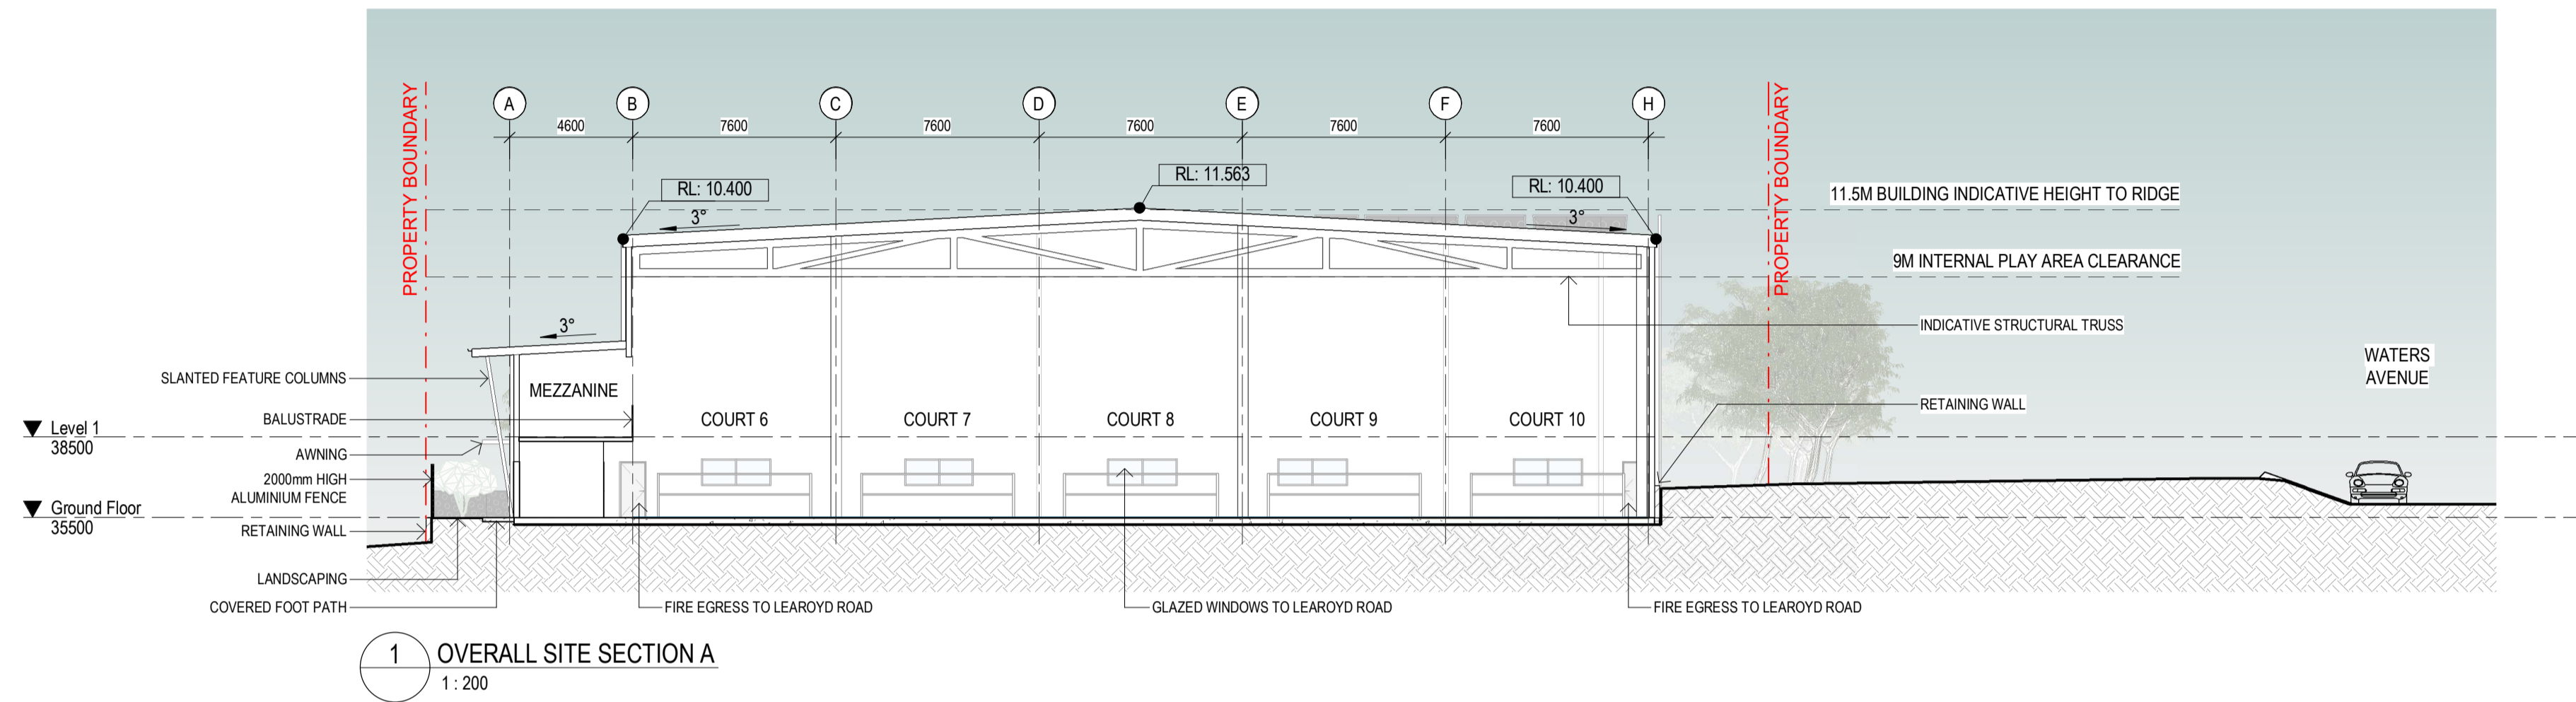 PROPERTY BOUNDARY
A
B
C
D
E
F
H
PROPERTY BOUNDARY
4600
7600
7600
7600
7600
7600
RL: 10.400
RL: 11.563
RL: 10.400
3°
3°
11.5M BUILDING INDICATIVE HEIGHT TO RIDGE
9M INTERNAL PLAY AREA CLEARANCE
3°
INDICATIVE STRUCTURAL TRUSS
WATERS
AVENUE
SLANTED FEATURE COLUMNS
MEZZANINE
RETAINING WALL
BALUSTRADE
COURT 6
COURT 7
COURT 8
COURT 9
COURT 10
Level 1
38500
AWNING
2000mm HIGH
ALUMINIUM FENCE
Ground Floor
35500
RETAINING WALL
LANDSCAPING
COVERED FOOT PATH
FIRE EGRESS TO LEAROYD ROAD
GLAZED WINDOWS TO LEAROYD ROAD
FIRE EGRESS TO LEAROYD ROAD
1
OVERALL SITE SECTION A
1 : 200